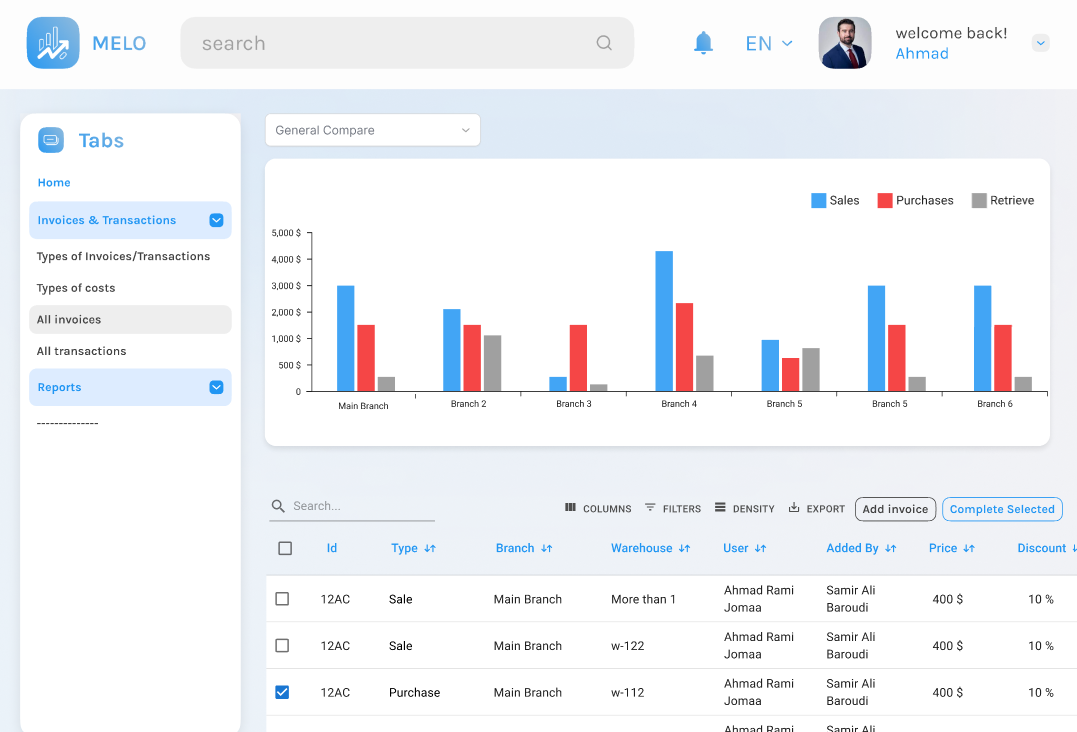 MELO
search
EN
welcome back!
Ahmad
Tabs
Home
Invoices & Transactions
Types of Invoices/Transactions
Types of costs
All invoices
All transactions
Reports
--------------
General Compare
Sales Purchases Retrieve
5,000 $
4,000 $
3,000 $
2,000 $
1,000 $
500 $
0
Main Branch Branch 2 Branch 3 Branch 4 Branch 5 Branch 5 Branch 6
Search...
COLUMNS FILTERS DENSITY EXPORT Add invoice Complete Selected
Id Type Branch Warehouse User Added By Price Discount
12AC Sale Main Branch More than 1 Ahmad Rami Jomaa Samir Ali Baroudi 400 $ 10 %
12AC Sale Main Branch w-122 Ahmad Rami Jomaa Samir Ali Baroudi 400 $ 10 %
12AC Purchase Main Branch w-112 Ahmad Rami Jomaa Samir Ali Baroudi 400 $ 10 %
Ahmad Rami Samir Ali